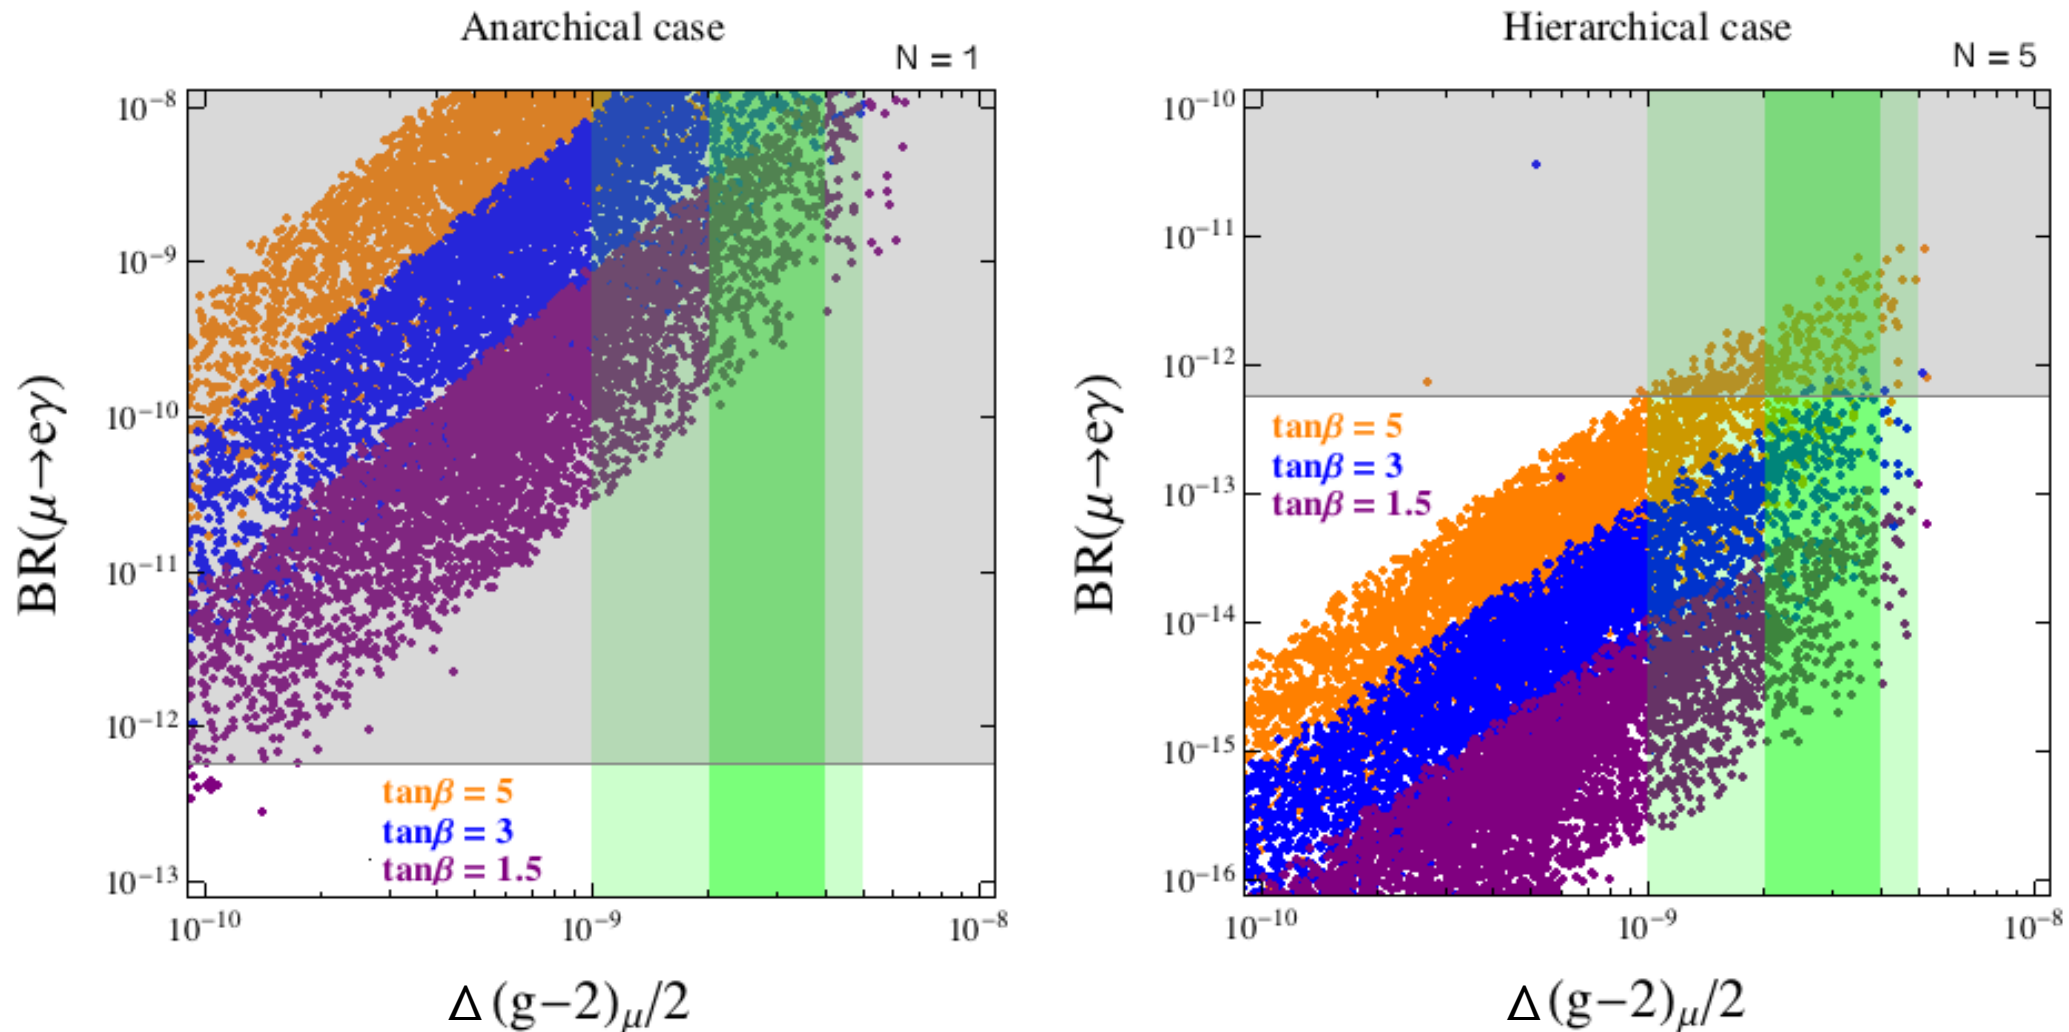 Anarchical case
N = 1
BR(μ→eγ)
10⁻⁸
10⁻⁹
10⁻¹⁰
10⁻¹¹
10⁻¹²
10⁻¹³
tanβ = 5
tanβ = 3
tanβ = 1.5
10⁻¹⁰ 10⁻⁹ 10⁻⁸
Δ (g−2)μ/2
Hierarchical case
N = 5
BR(μ→eγ)
10⁻¹⁰
10⁻¹¹
10⁻¹²
10⁻¹³
10⁻¹⁴
10⁻¹⁵
10⁻¹⁶
tanβ = 5
tanβ = 3
tanβ = 1.5
10⁻¹⁰ 10⁻⁹ 10⁻⁸
Δ (g−2)μ/2